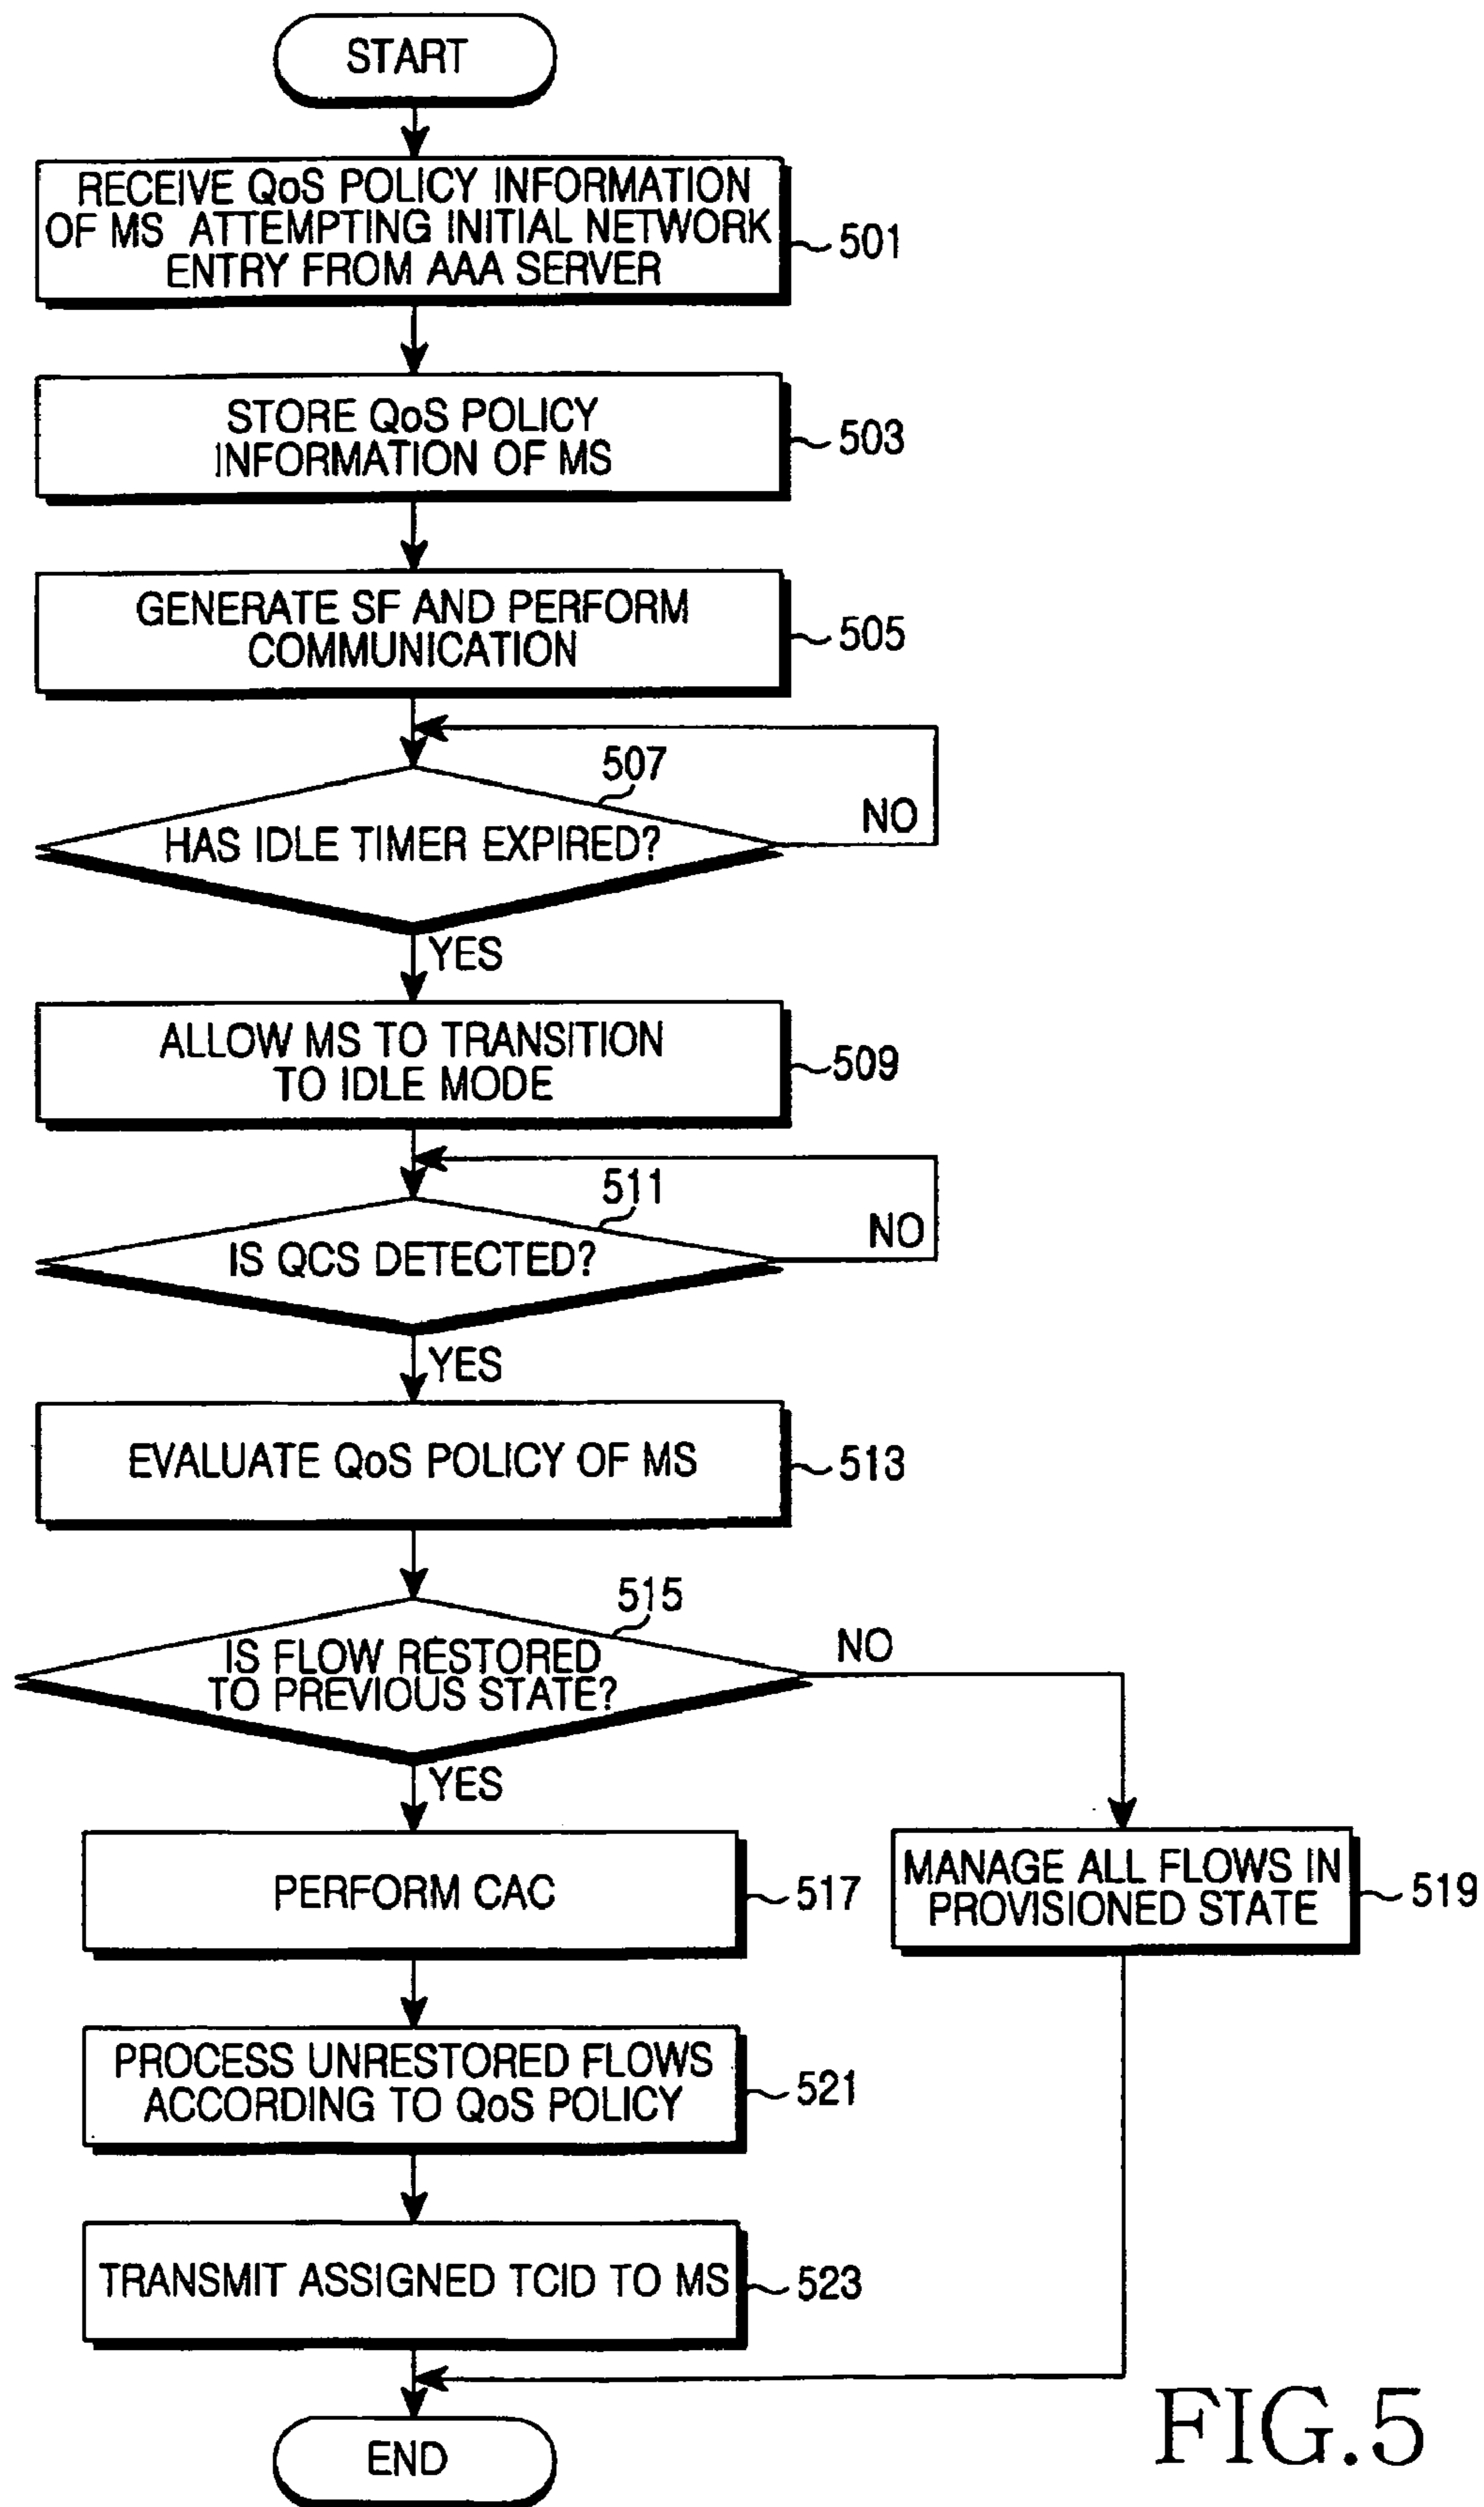 START
RECEIVE QoS POLICY INFORMATION
OF MS ATTEMPTING INITIAL NETWORK
ENTRY FROM AAA SERVER
501
STORE QoS POLICY
INFORMATION OF MS
503
GENERATE SF AND PERFORM
COMMUNICATION
505
507
HAS IDLE TIMER EXPIRED?
NO
YES
ALLOW MS TO TRANSITION
TO IDLE MODE
509
511
IS QCS DETECTED?
NO
YES
EVALUATE QoS POLICY OF MS
513
515
IS FLOW RESTORED
TO PREVIOUS STATE?
NO
YES
PERFORM CAC
517
MANAGE ALL FLOWS IN
PROVISIONED STATE
519
PROCESS UNRESTORED FLOWS
ACCORDING TO QoS POLICY
521
TRANSMIT ASSIGNED TCID TO MS
523
END
FIG.5